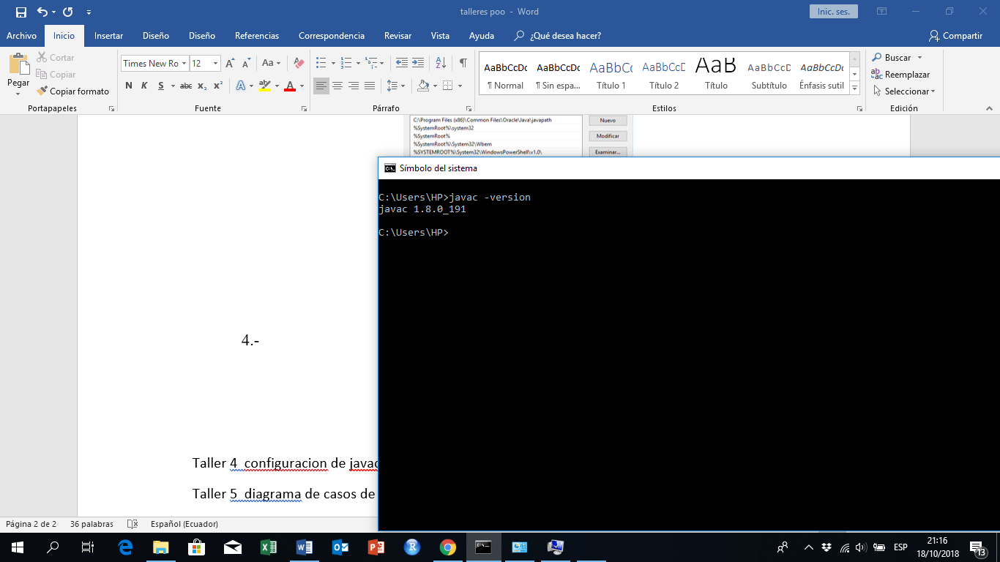 talleres poo - Word
Inic. ses.
Archivo Inicio Insertar Diseño Diseño Referencias Correspondencia Revisar Vista Ayuda ¿Qué desea hacer? Compartir
Pegar
Cortar
Copiar
Copiar formato
Portapapeles
Times New Ro 12
N K S abc x₂ x²
Fuente
Párrafo
AaBbCcDc AaBbCcDc AaBbCc AaBbCcD AaB AaBbCcD AaBbCcDc
¶ Normal ¶ Sin espa... Título 1 Título 2 Título Subtítulo Énfasis sutil
Estilos
Buscar
Reemplazar
Seleccionar
Edición
C:\Program Files (x86)\Common Files\Oracle\Java\javapath
%SystemRoot%\system32
%SystemRoot%
%SystemRoot%\System32\Wbem
%SYSTEMROOT%\System32\WindowsPowerShell\v1.0\
Nuevo
Modificar
Examinar...
Símbolo del sistema
C:\Users\HP>javac -version
javac 1.8.0_191
C:\Users\HP>
4.-
Taller 4 configuracion de javac
Taller 5 diagrama de casos de
Página 2 de 2 36 palabras Español (Ecuador)
ESP
21:16
18/10/2018
13